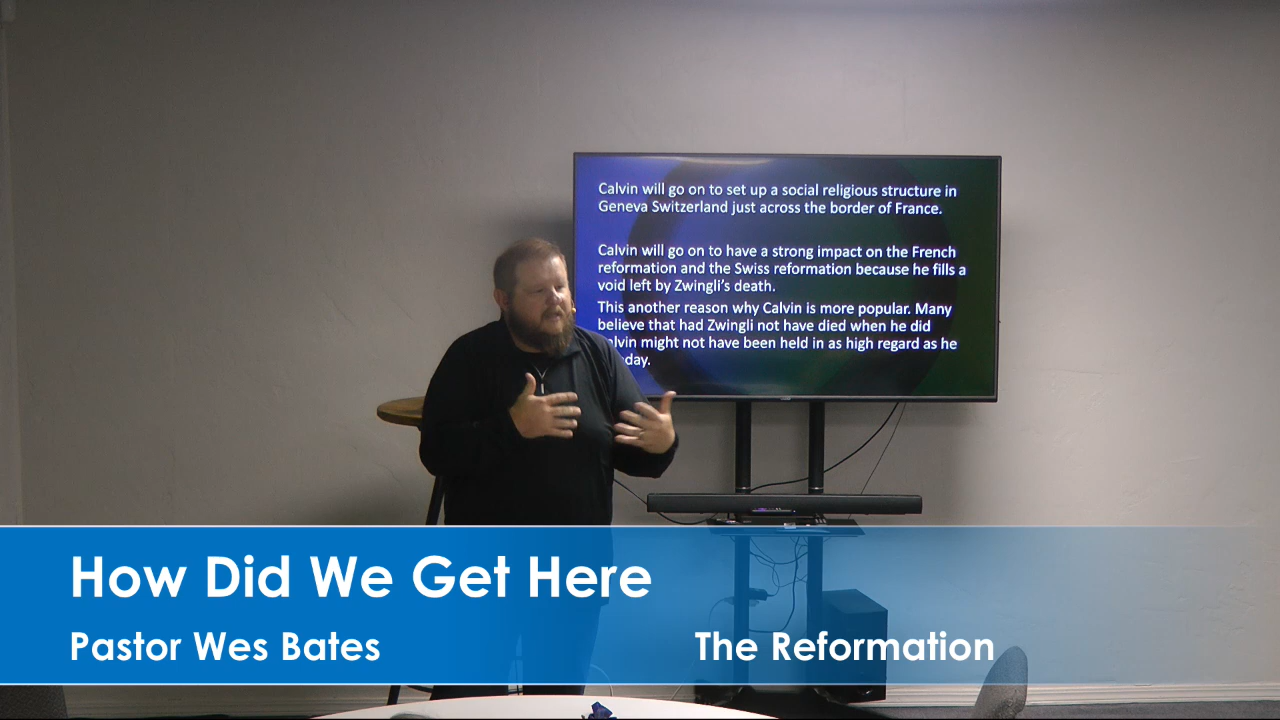 Calvin will go on to set up a social religious structure in
Geneva Switzerland just across the border of France.
Calvin will go on to have a strong impact on the French
reformation and the Swiss reformation because he fills a
void left by Zwingli's death.
This another reason why Calvin is more popular. Many
believe that had Zwingli not have died when he did
alvin might not have been held in as high regard as he
day.
How Did We Get Here
Pastor Wes Bates
The Reformation